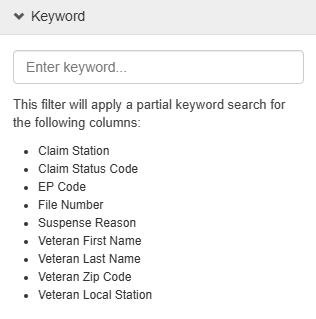 Keyword
Enter keyword...
This filter will apply a partial keyword search for
the following columns:
• Claim Station
• Claim Status Code
• EP Code
• File Number
• Suspense Reason
• Veteran First Name
• Veteran Last Name
• Veteran Zip Code
• Veteran Local Station